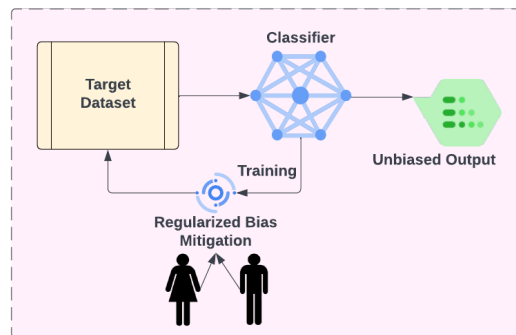 Classifier
Target
Dataset
Unbiased Output
Training
Regularized Bias
Mitigation